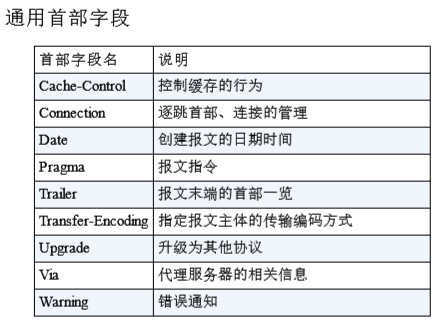 通用首部字段
首部字段名 说明
Cache-Control 控制缓存的行为
Connection 逐跳首部、连接的管理
Date 创建报文的日期时间
Pragma 报文指令
Trailer 报文末端的首部一览
Transfer-Encoding 指定报文主体的传输编码方式
Upgrade 升级为其他协议
Via 代理服务器的相关信息
Warning 错误通知